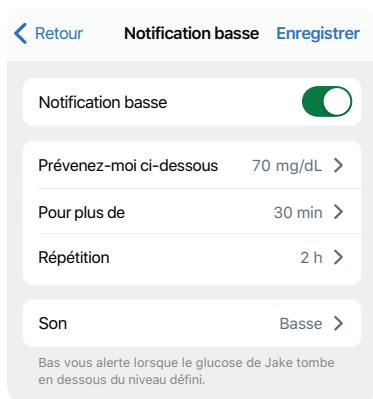 Retour Notification basse Enregistrer
Notification basse
Prévenez-moi ci-dessous 70 mg/dL
Pour plus de 30 min
Répétition 2 h
Son Basse
Bas vous alerte lorsque le glucose de Jake tombe
en dessous du niveau défini.